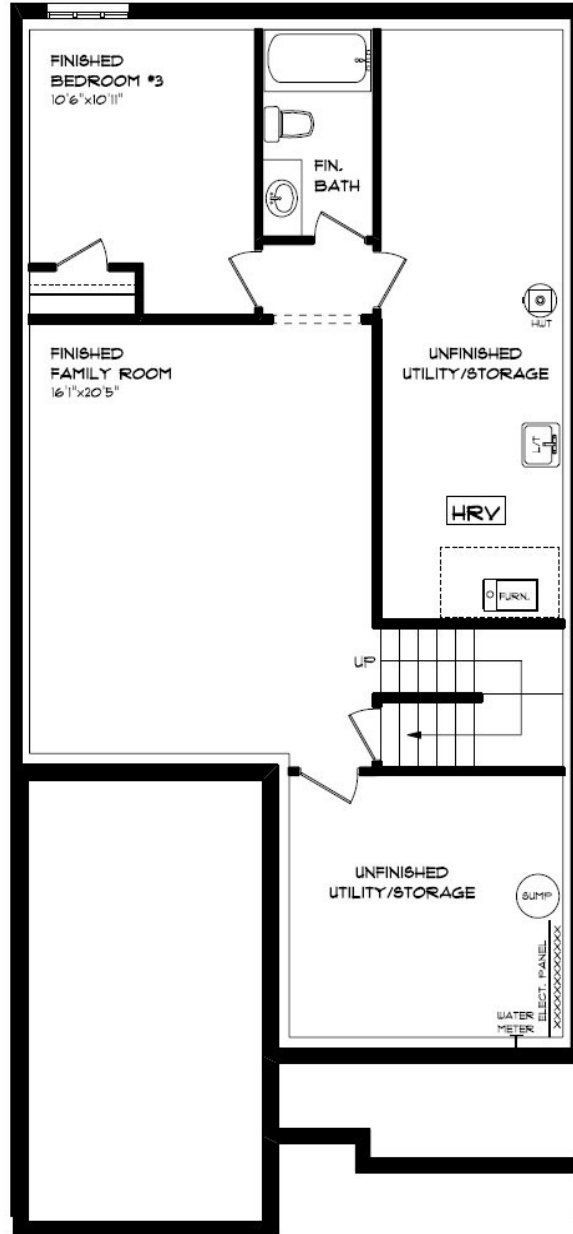 FINISHED
BEDROOM #3
10'6"x10'11"
FIN.
BATH
HWT
FINISHED
FAMILY ROOM
16'1"x20'5"
UNFINISHED
UTILITY/STORAGE
L/T
HRV
FURN.
UP
UNFINISHED
UTILITY/STORAGE
SUMP
ELECT. PANEL
XXXXXXXXXX
WATER
METER